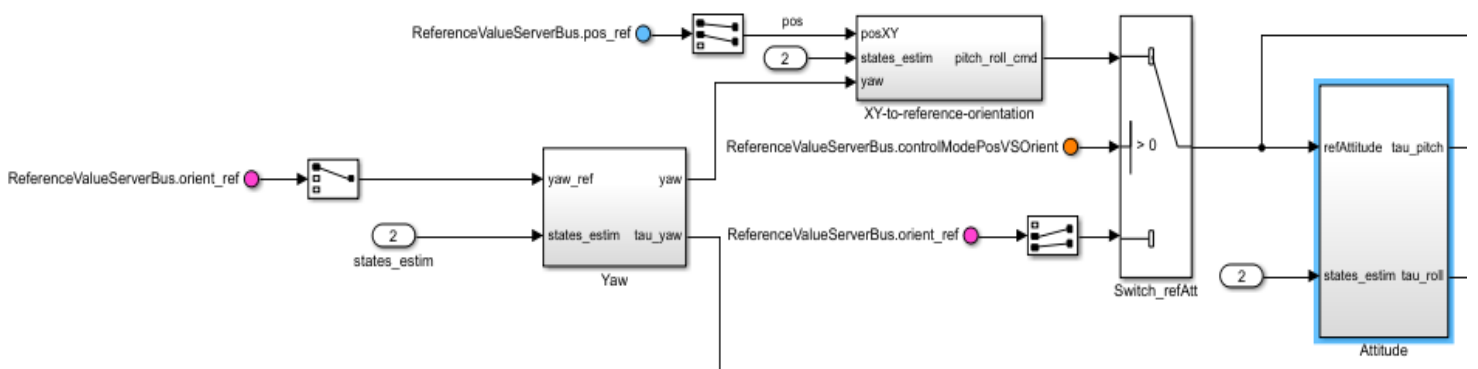 ReferenceValueServerBus.pos_ref
pos
posXY
states_estim
pitch_roll_cmd
yaw
2
XY-to-reference-orientation
ReferenceValueServerBus.controlModePosVSOrient
> 0
ReferenceValueServerBus.orient_ref
yaw_ref
yaw
states_estim
tau_yaw
Yaw
2
states_estim
ReferenceValueServerBus.orient_ref
Switch_refAtt
refAttitude
tau_pitch
2
states_estim
tau_roll
Attitude